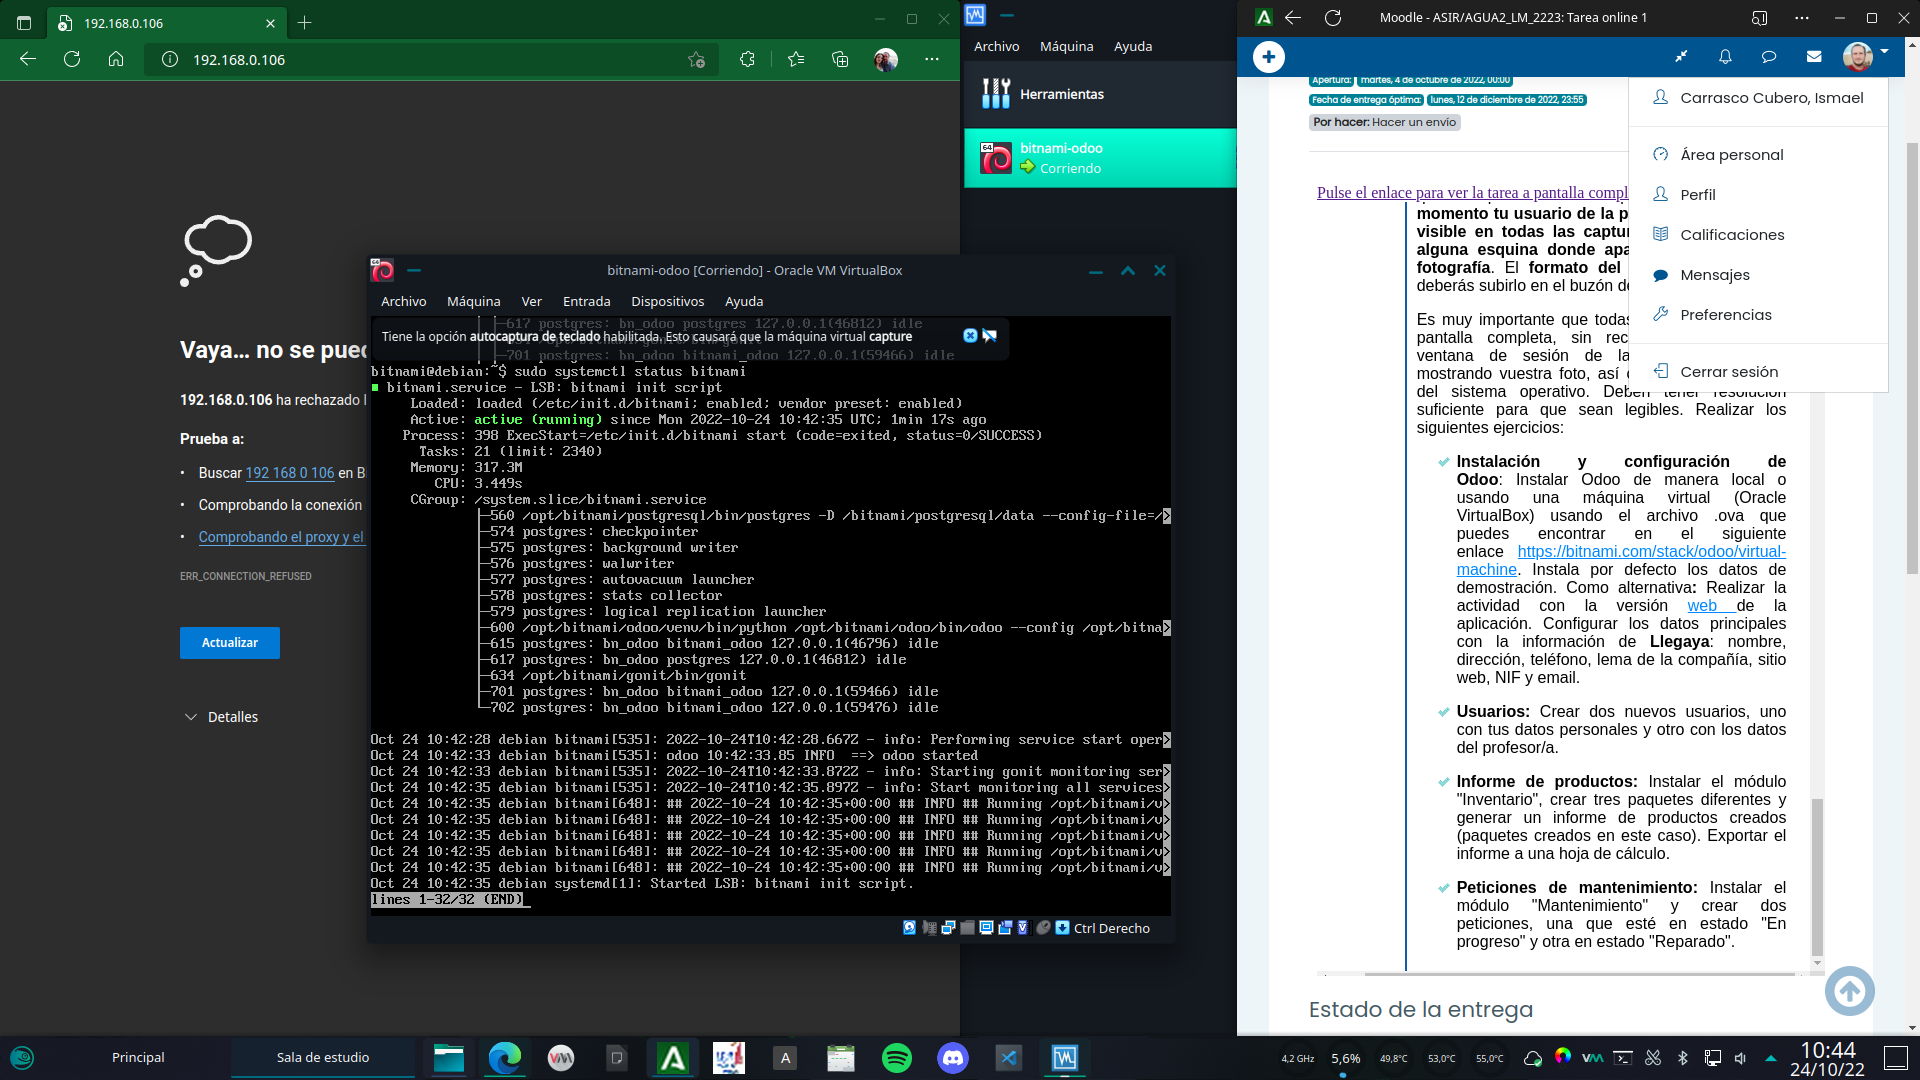 192.168.0.106
192.168.0.106
Vaya... no se pued
192.168.0.106 ha rechazado l
Prueba a:
• Buscar 192 168 0 106 en B
• Comprobando la conexión
• Comprobando el proxy y el
ERR_CONNECTION_REFUSED
Actualizar
Detalles
Archivo Máquina Ayuda
Herramientas
64
bitnami-odoo
Corriendo
bitnami-odoo [Corriendo] - Oracle VM VirtualBox
Archivo Máquina Ver Entrada Dispositivos Ayuda
├─617 postgres: bn_odoo postgres 127.0.0.1(46812) idle
Tiene la opción autocaptura de teclado habilitada. Esto causará que la máquina virtual capture
├─701 postgres: bn_odoo bitnami_odoo 127.0.0.1(59466) idle
bitnami@debian:~$ sudo systemctl status bitnami
■ bitnami.service - LSB: bitnami init script
Loaded: loaded (/etc/init.d/bitnami; enabled; vendor preset: enabled)
Active: active (running) since Mon 2022-10-24 10:42:35 UTC; 1min 17s ago
Process: 398 ExecStart=/etc/init.d/bitnami start (code=exited, status=0/SUCCESS)
Tasks: 21 (limit: 2340)
Memory: 317.3M
CPU: 3.449s
CGroup: /system.slice/bitnami.service
├─560 /opt/bitnami/postgresql/bin/postgres -D /bitnami/postgresql/data --config-file=/>
├─574 postgres: checkpointer
├─575 postgres: background writer
├─576 postgres: walwriter
├─577 postgres: autovacuum launcher
├─578 postgres: stats collector
├─579 postgres: logical replication launcher
├─600 /opt/bitnami/odoo/venv/bin/python /opt/bitnami/odoo/bin/odoo --config /opt/bitna>
├─615 postgres: bn_odoo bitnami_odoo 127.0.0.1(46796) idle
├─617 postgres: bn_odoo postgres 127.0.0.1(46812) idle
├─634 /opt/bitnami/gonit/bin/gonit
├─701 postgres: bn_odoo bitnami_odoo 127.0.0.1(59466) idle
└─702 postgres: bn_odoo bitnami_odoo 127.0.0.1(59476) idle
Oct 24 10:42:28 debian bitnami[535]: 2022-10-24T10:42:28.667Z - info: Performing service start oper>
Oct 24 10:42:33 debian bitnami[535]: odoo 10:42:33.85 INFO  ==> odoo started
Oct 24 10:42:33 debian bitnami[535]: 2022-10-24T10:42:33.872Z - info: Starting gonit monitoring ser>
Oct 24 10:42:35 debian bitnami[535]: 2022-10-24T10:42:35.897Z - info: Start monitoring all services>
Oct 24 10:42:35 debian bitnami[648]: ## 2022-10-24 10:42:35+00:00 ## INFO ## Running /opt/bitnami/v>
Oct 24 10:42:35 debian bitnami[648]: ## 2022-10-24 10:42:35+00:00 ## INFO ## Running /opt/bitnami/v>
Oct 24 10:42:35 debian bitnami[648]: ## 2022-10-24 10:42:35+00:00 ## INFO ## Running /opt/bitnami/v>
Oct 24 10:42:35 debian bitnami[648]: ## 2022-10-24 10:42:35+00:00 ## INFO ## Running /opt/bitnami/v>
Oct 24 10:42:35 debian bitnami[648]: ## 2022-10-24 10:42:35+00:00 ## INFO ## Running /opt/bitnami/v>
Oct 24 10:42:35 debian systemd[1]: Started LSB: bitnami init script.
lines 1-32/32 (END)
Ctrl Derecho
Moodle - ASIR/AGUA2_LM_2223: Tarea online 1
Apertura: martes, 4 de octubre de 2022, 00:00
Fecha de entrega óptima: lunes, 12 de diciembre de 2022, 23:55
Por hacer: Hacer un envío
Carrasco Cubero, Ismael
Área personal
Perfil
Calificaciones
Mensajes
Preferencias
Cerrar sesión
Pulse el enlace para ver la tarea a pantalla compl
momento tu usuario de la p
visible en todas las captur
alguna esquina donde apa
fotografía. El formato del
deberás subirlo en el buzón de
Es muy importante que todas
pantalla completa, sin rec
ventana de sesión de la
mostrando vuestra foto, así c
del sistema operativo. Deben tener resolución
suficiente para que sean legibles. Realizar los
siguientes ejercicios:
Instalación y configuración de
Odoo: Instalar Odoo de manera local o
usando una máquina virtual (Oracle
VirtualBox) usando el archivo .ova que
puedes encontrar en el siguiente
enlace https://bitnami.com/stack/odoo/virtual-
machine. Instala por defecto los datos de
demostración. Como alternativa: Realizar la
actividad con la versión web de la
aplicación. Configurar los datos principales
con la información de Llegaya: nombre,
dirección, teléfono, lema de la compañía, sitio
web, NIF y email.
Usuarios: Crear dos nuevos usuarios, uno
con tus datos personales y otro con los datos
del profesor/a.
Informe de productos: Instalar el módulo
"Inventario", crear tres paquetes diferentes y
generar un informe de productos creados
(paquetes creados en este caso). Exportar el
informe a una hoja de cálculo.
Peticiones de mantenimiento: Instalar el
módulo "Mantenimiento" y crear dos
peticiones, una que esté en estado "En
progreso" y otra en estado "Reparado".
Estado de la entrega
Principal
Sala de estudio
4,2 GHz 5,6% 49,8°C 53,0°C 55,0°C
10:44
24/10/22